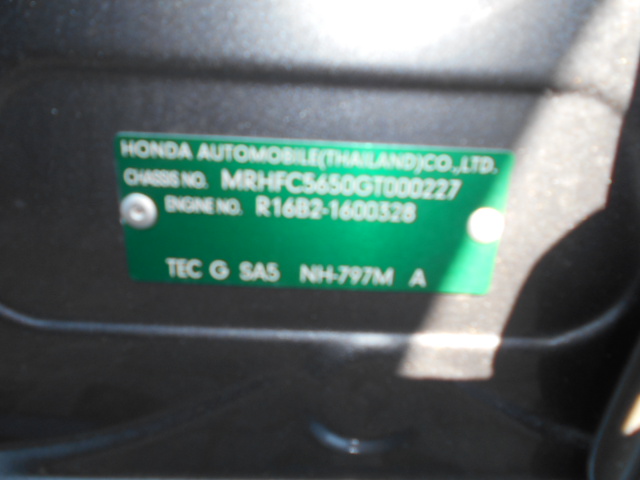 HONDA AUTOMOBILE(THAILAND)CO.,LTD.
CHASSIS NO. MRHFC5650GT000227
ENGINE NO. R16B2-1600328
TEC G SA5 NH-797M A